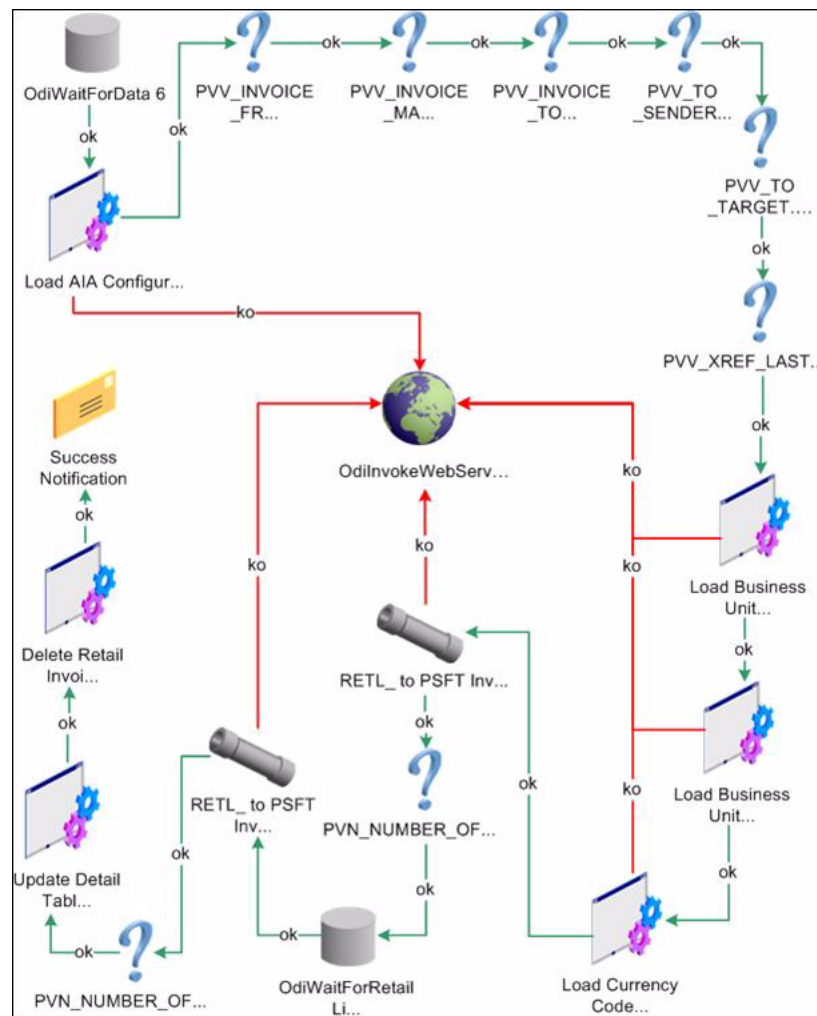 OdiWaitForData 6
ok
ok
PVV_INVOICE
_FR...
ok
PVV_INVOICE
_MA...
ok
PVV_INVOICE
_TO...
ok
PVV_TO
_SENDER...
ok
PVV_TO
_TARGET....
ok
PVV_XREF_LAST...
ok
Load AIA Configur...
ko
OdiInvokeWebServ...
Success
Notification
ok
Delete Retail
Invoi...
ok
Update Detail
Tabl...
ok
PVN_NUMBER_OF...
ok
ko
RETL_ to PSFT
Inv...
ok
ko
RETL_ to PSFT Inv...
ok
PVN_NUMBER_OF...
ok
OdiWaitForRetail
Li...
ok
ko
Load Business
Unit...
ok
ko
Load Business
Unit...
ok
ko
Load Currency
Code...